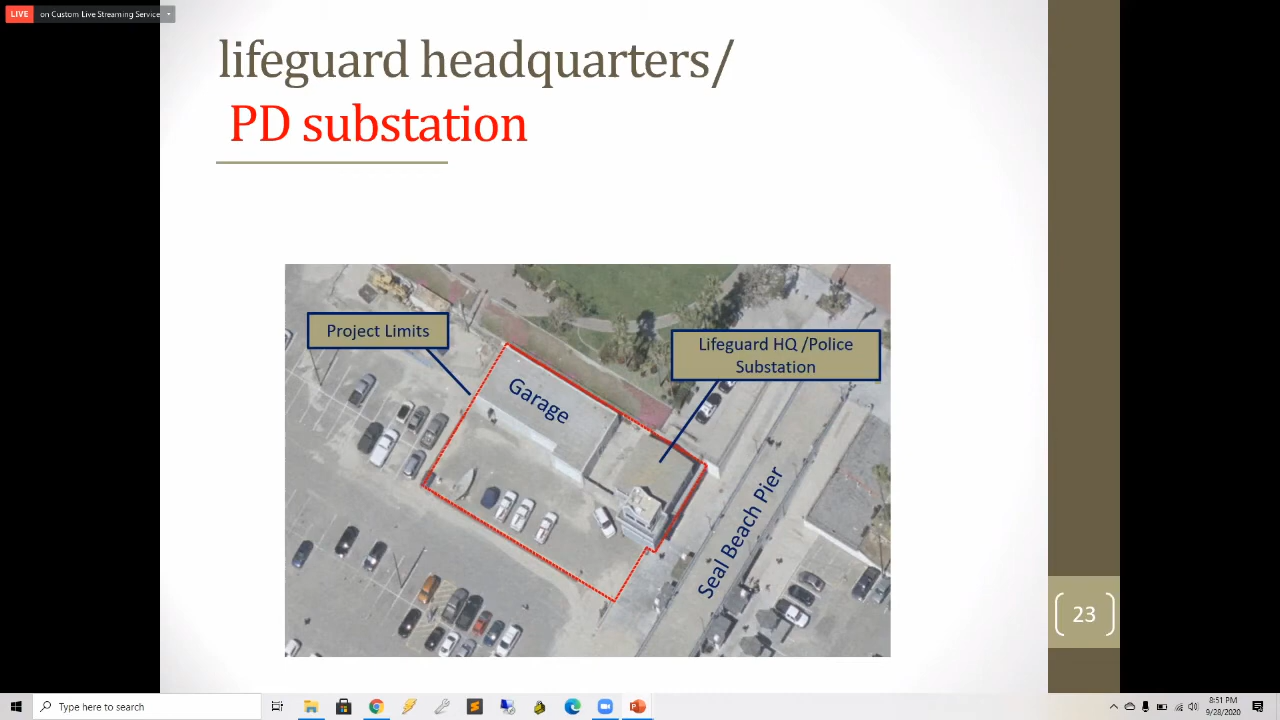 LIVE on Custom Live Streaming Service
lifeguard headquarters/
PD substation
Project Limits
Lifeguard HQ /Police
Substation
Garage
Seal Beach Pier
23
Type here to search
8:51 PM
9/28/2020